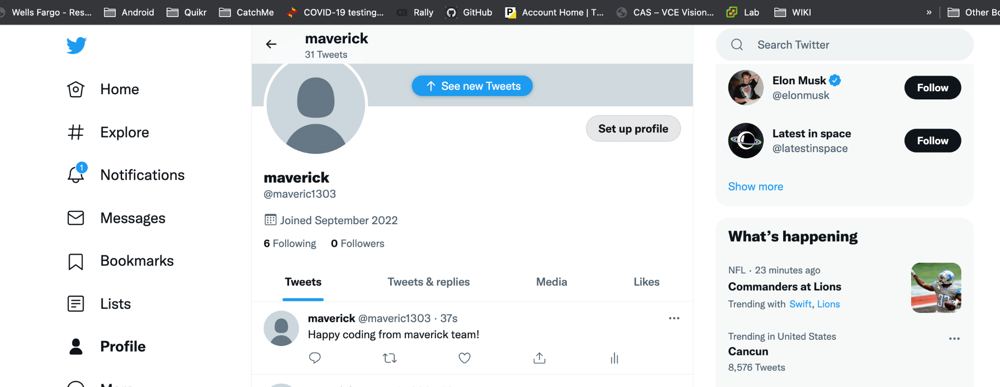 Wells Fargo - Res...
Android
Quikr
CatchMe
COVID-19 testing...
Rally
GitHub
Account Home | T...
CAS – VCE Vision...
Lab
WIKI
»
Other Bo
Home
Explore
1
Notifications
Messages
Bookmarks
Lists
Profile
maverick
31 Tweets
See new Tweets
Set up profile
maverick
@maveric1303
Joined September 2022
6 Following 0 Followers
Tweets Tweets & replies Media Likes
maverick @maveric1303 · 37s
Happy coding from maverick team!
Search Twitter
Elon Musk
@elonmusk
Follow
Latest in space
@latestinspace
Follow
Show more
What’s happening
NFL · 23 minutes ago
Commanders at Lions
Trending with Swift, Lions
Trending in United States
Cancun
8,576 Tweets